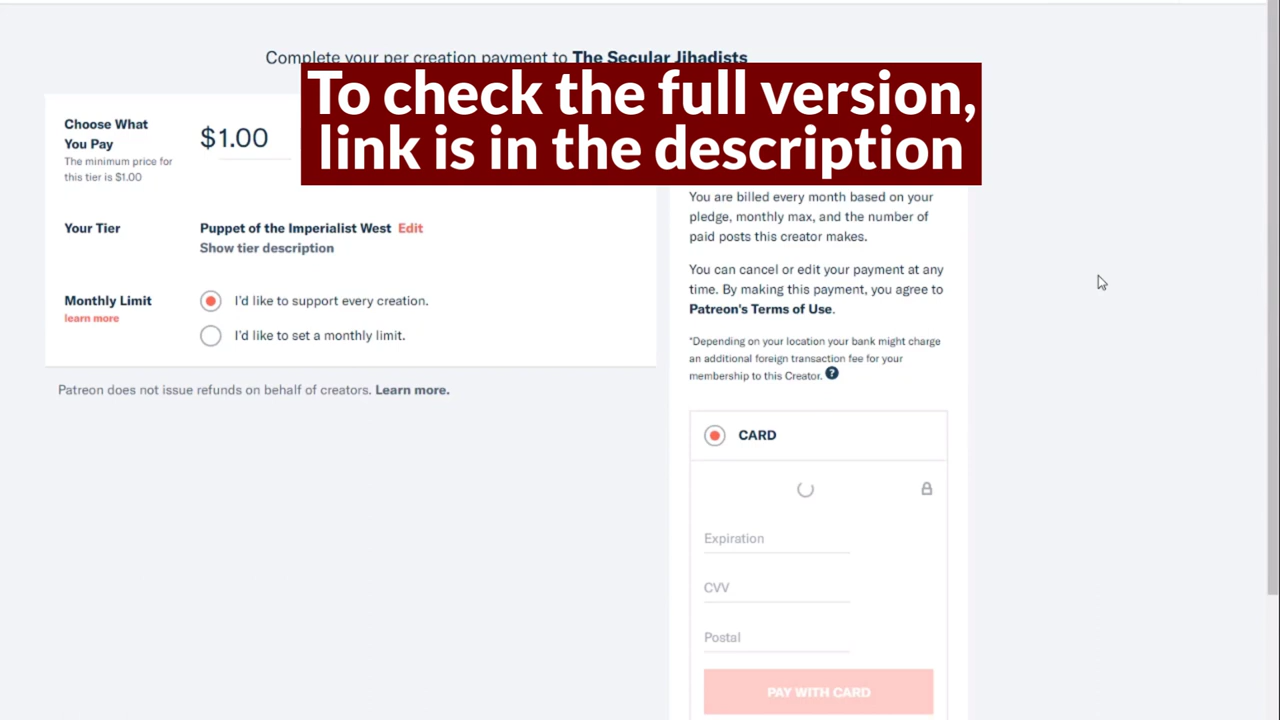 Complete your per creation payment to The Secular Jihadists
To check the full version,
link is in the description
Choose What
You Pay
$1.00
The minimum price for
this tier is $1.00
Your Tier
Puppet of the Imperialist West Edit
Show tier description
Monthly Limit
learn more
I'd like to support every creation.
I'd like to set a monthly limit.
Patreon does not issue refunds on behalf of creators. Learn more.
You are billed every month based on your
pledge, monthly max, and the number of
paid posts this creator makes.
You can cancel or edit your payment at any
time. By making this payment, you agree to
Patreon's Terms of Use.
*Depending on your location your bank might charge
an additional foreign transaction fee for your
membership to this Creator. ?
CARD
Expiration
CVV
Postal
PAY WITH CARD